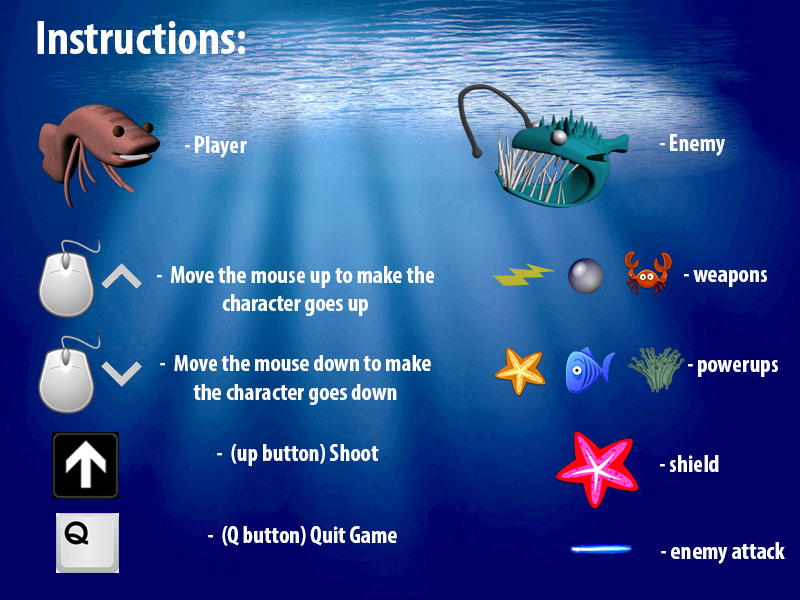 Instructions:
- Player
- Enemy
- Move the mouse up to make the
character goes up
- weapons
- Move the mouse down to make
the character goes down
- powerups
- (up button) Shoot
- shield
Q
- (Q button) Quit Game
- enemy attack